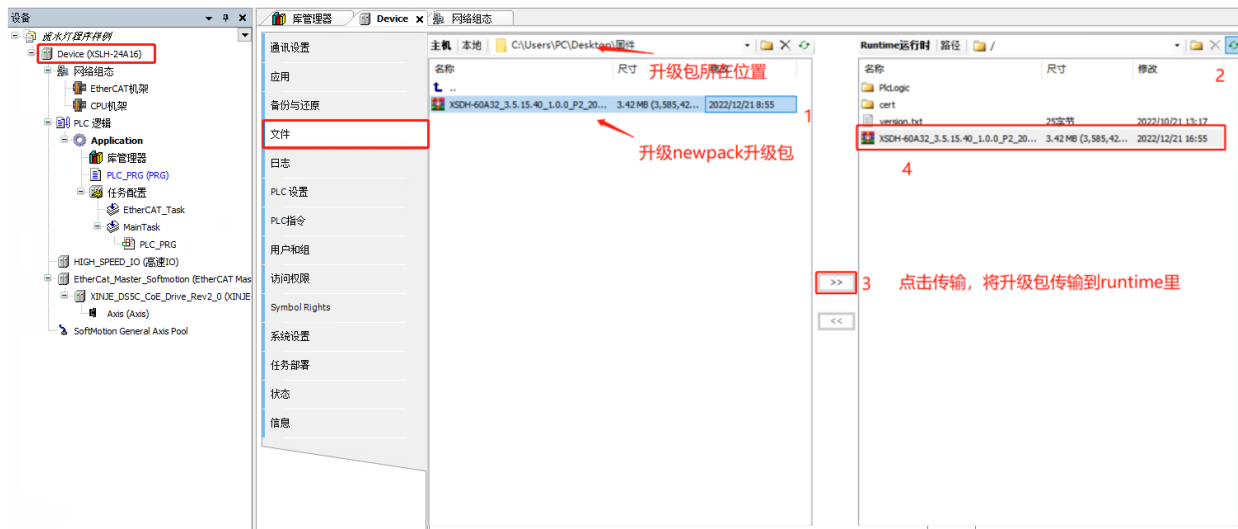 设备
流水灯程序样例
Device (XSLH-24A16)
网络组态
EtherCAT机架
CPU机架
PLC 逻辑
Application
库管理器
PLC_PRG (PRG)
任务配置
EtherCAT_Task
MainTask
PLC_PRG
HIGH_SPEED_IO (高速IO)
EtherCat_Master_Softmotion (EtherCAT Mas
XINJE_DS5C_CoE_Drive_Rev2_0 (XINJE
Axis (Axis)
SoftMotion General Axis Pool
库管理器
Device
网络组态
通讯设置
应用
备份与还原
文件
日志
PLC 设置
PLC指令
用户和组
访问权限
Symbol Rights
系统设置
任务部署
状态
信息
主机 本地 C:\Users\PC\Desktop\固件
名称 尺寸 修改
升级包所在位置
..
XSDH-60A32_3.5.15.40_1.0.0_P2_20... 3.42 MB (3,585,42... 2022/12/21 8:55
1
升级newpack升级包
>>
3 点击传输，将升级包传输到runtime里
<<
Runtime运行时 路径 /
名称 尺寸 修改
2
PlcLogic
cert
version.txt 25字节 2022/10/21 13:17
XSDH-60A32_3.5.15.40_1.0.0_P2_20... 3.42 MB (3,585,42... 2022/12/21 16:55
4